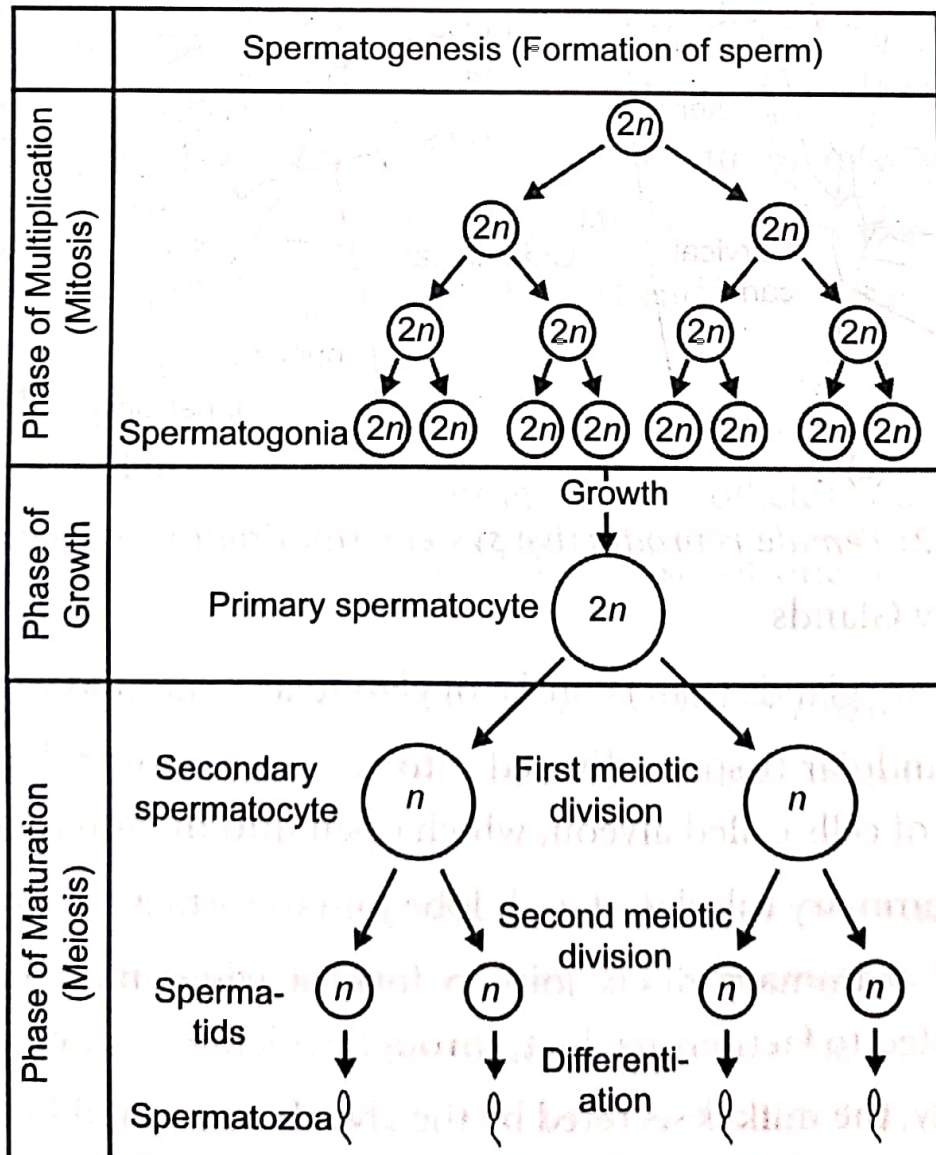 Spermatogenesis (Formation of sperm)
Phase of Multiplication
(Mitosis)
2n
2n 2n
2n 2n 2n 2n
Spermatogonia 2n 2n 2n 2n 2n 2n 2n 2n
Phase of
Growth
Growth
Primary spermatocyte 2n
Phase of Maturation
(Meiosis)
Secondary
spermatocyte
n
First meiotic
division
n
Second meiotic
division
Sperma-
tids
n n n n
Differenti-
ation
Spermatozoa